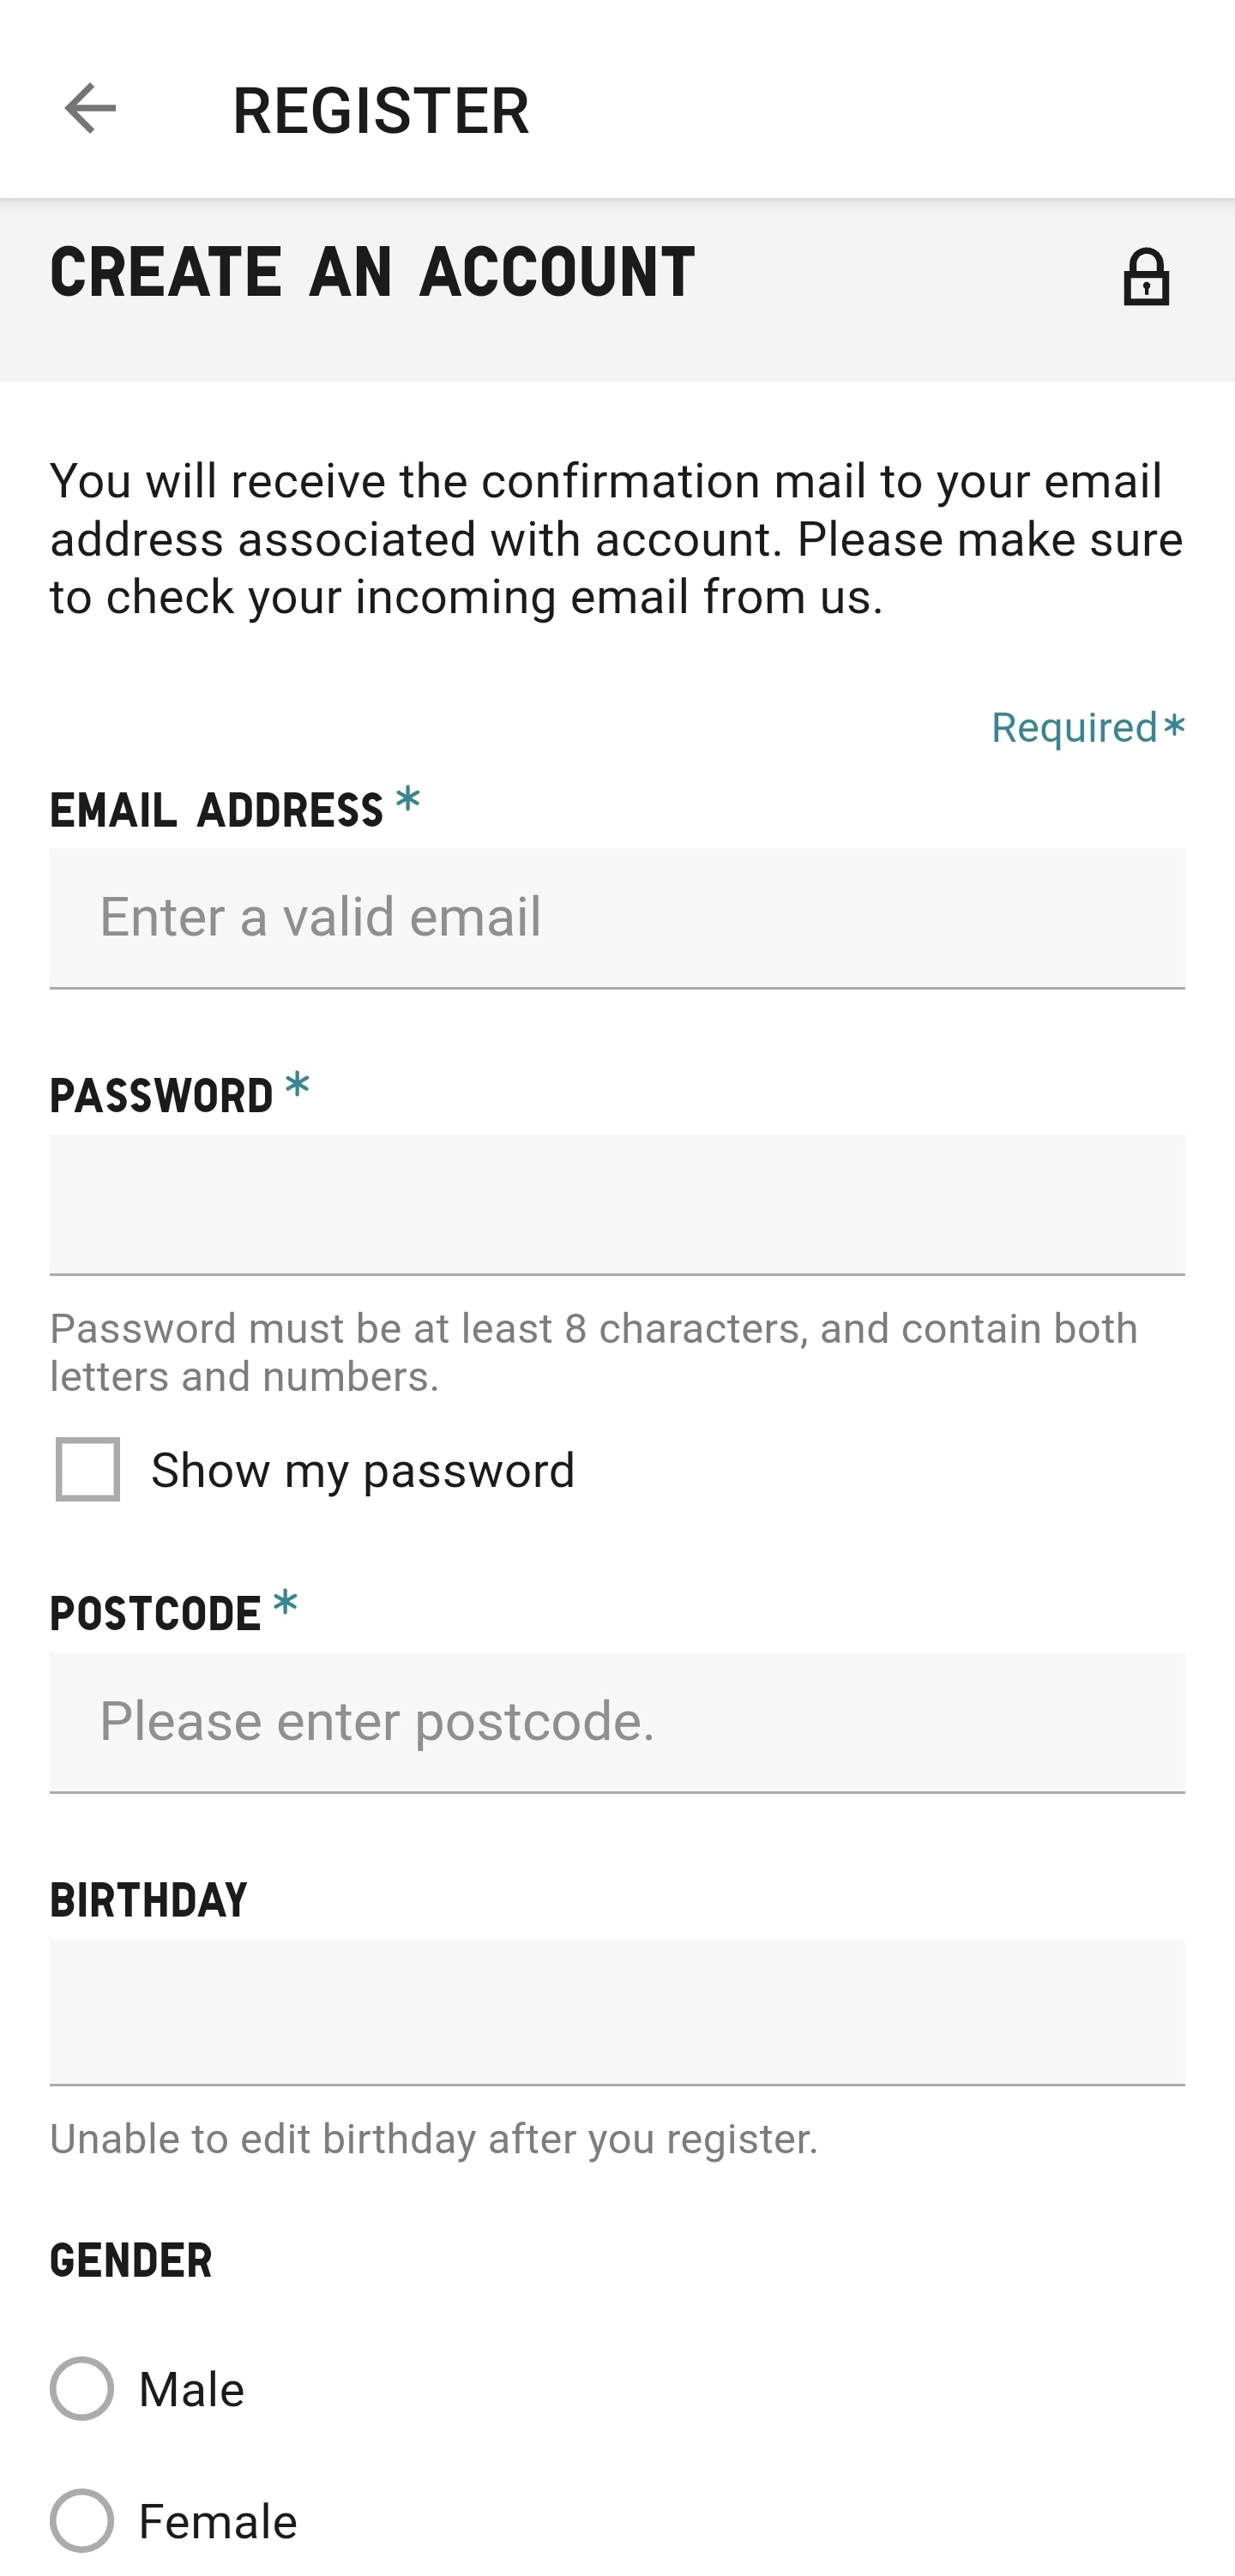 REGISTER
CREATE AN ACCOUNT
You will receive the confirmation mail to your email
address associated with account. Please make sure
to check your incoming email from us.
Required*
EMAIL ADDRESS *
Enter a valid email
PASSWORD *
Password must be at least 8 characters, and contain both
letters and numbers.
Show my password
POSTCODE *
Please enter postcode.
BIRTHDAY
Unable to edit birthday after you register.
GENDER
Male
Female